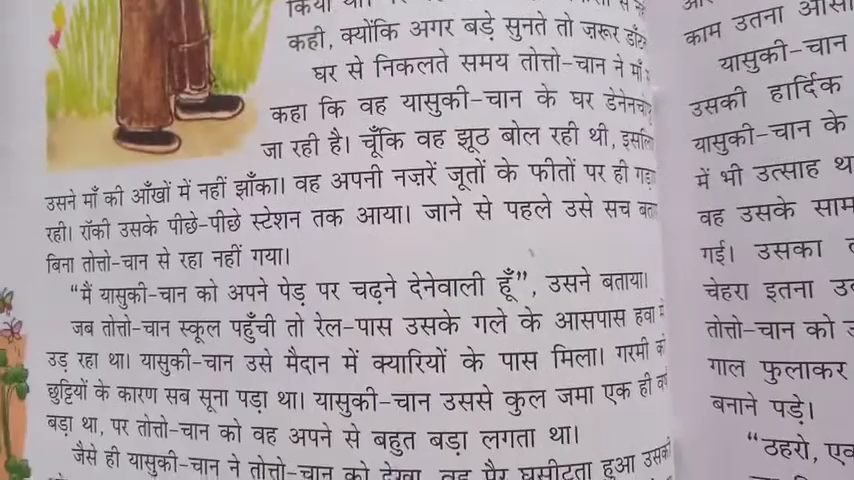 कही, क्योंकि अगर बड़े सुनते तो ज़रूर
घर से निकलते समय तोत्तो-चान ने माँ
कहा कि वह यासुकी-चान के घर डेनेनचोफु
जा रही है। चूँकि वह झूठ बोल रही थी, इसलिए
उसने माँ की आँखों में नहीं झाँका। वह अपनी नज़रें जूतों के फीतों पर ही गड़ाए
रही। रॉकी उसके पीछे-पीछे स्टेशन तक आया। जाने से पहले उसे सच बताए
बिना तोत्तो-चान से रहा नहीं गया।
“मैं यासुकी-चान को अपने पेड़ पर चढ़ने देनेवाली हूँ”, उसने बताया।
जब तोत्तो-चान स्कूल पहुँची तो रेल-पास उसके गले के आसपास हवा में
उड़ रहा था। यासुकी-चान उसे मैदान में क्यारियों के पास मिला। गरमी की
छुट्टियों के कारण सब सूना पड़ा था। यासुकी-चान उससे कुल जमा एक ही वर्ष
बड़ा था, पर तोत्तो-चान को वह अपने से बहुत बड़ा लगता था।
जैसे ही यासुकी-चान ने तोत्तो-चान को देखा, वह पैर घसीटता हुआ उसकी
काम उतना
यासुकी-चान
उसकी हार्दिक
यासुकी-चान के
में भी उत्साह
वह उसके
गई। उसका
चेहरा इतना
तोत्तो-चान को
गाल फुलाकर
बनाने पड़े।
“ठहरो,